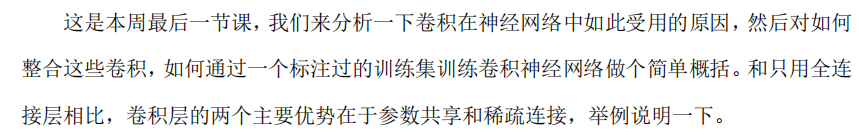 这是本周最后一节课，我们来分析一下卷积在神经网络中如此受用的原因，然后对如何
整合这些卷积，如何通过一个标注过的训练集训练卷积神经网络做个简单概括。和只用全连
接层相比，卷积层的两个主要优势在于参数共享和稀疏连接，举例说明一下。